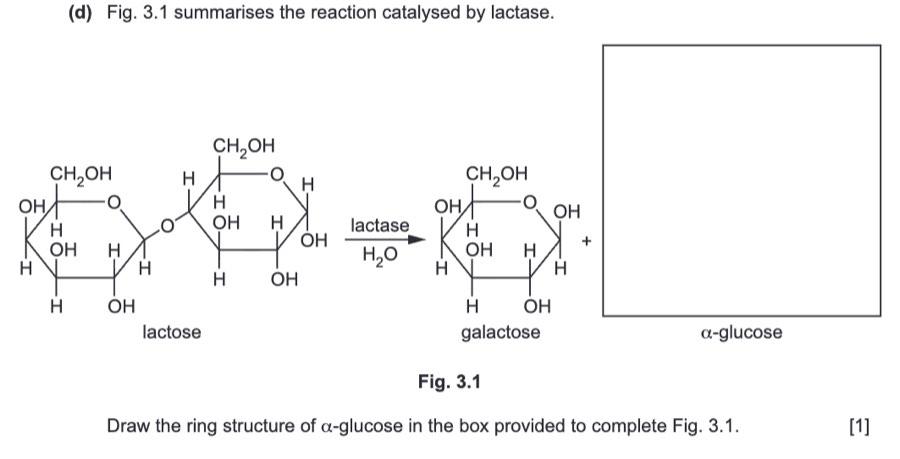 (d) Fig. 3.1 summarises the reaction catalysed by lactase.
CH₂OH
CH₂OH O H
CH₂OH
OH O H H OH O OH
H O OH H lactase H
OH H OH OH H +
H H H H₂O H H
H OH H OH
H OH
lactose galactose α-glucose
Fig. 3.1
Draw the ring structure of α-glucose in the box provided to complete Fig. 3.1. [1]